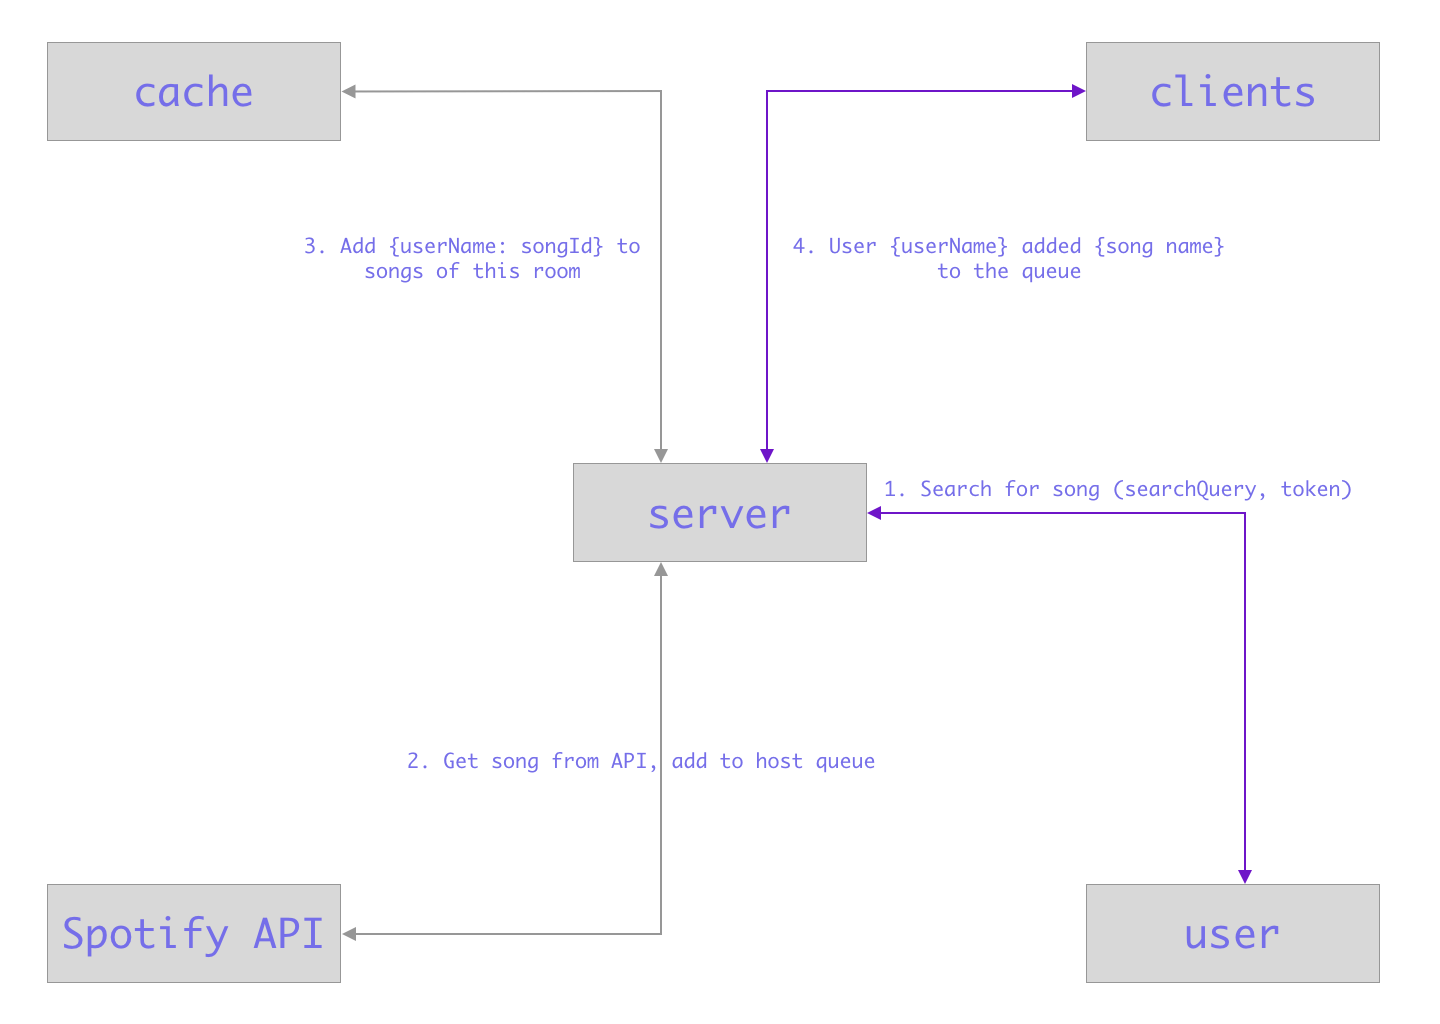 cache
clients
3. Add {userName: songId} to
songs of this room
4. User {userName} added {song name}
to the queue
server
1. Search for song (searchQuery, token)
2. Get song from API, add to host queue
Spotify API
user